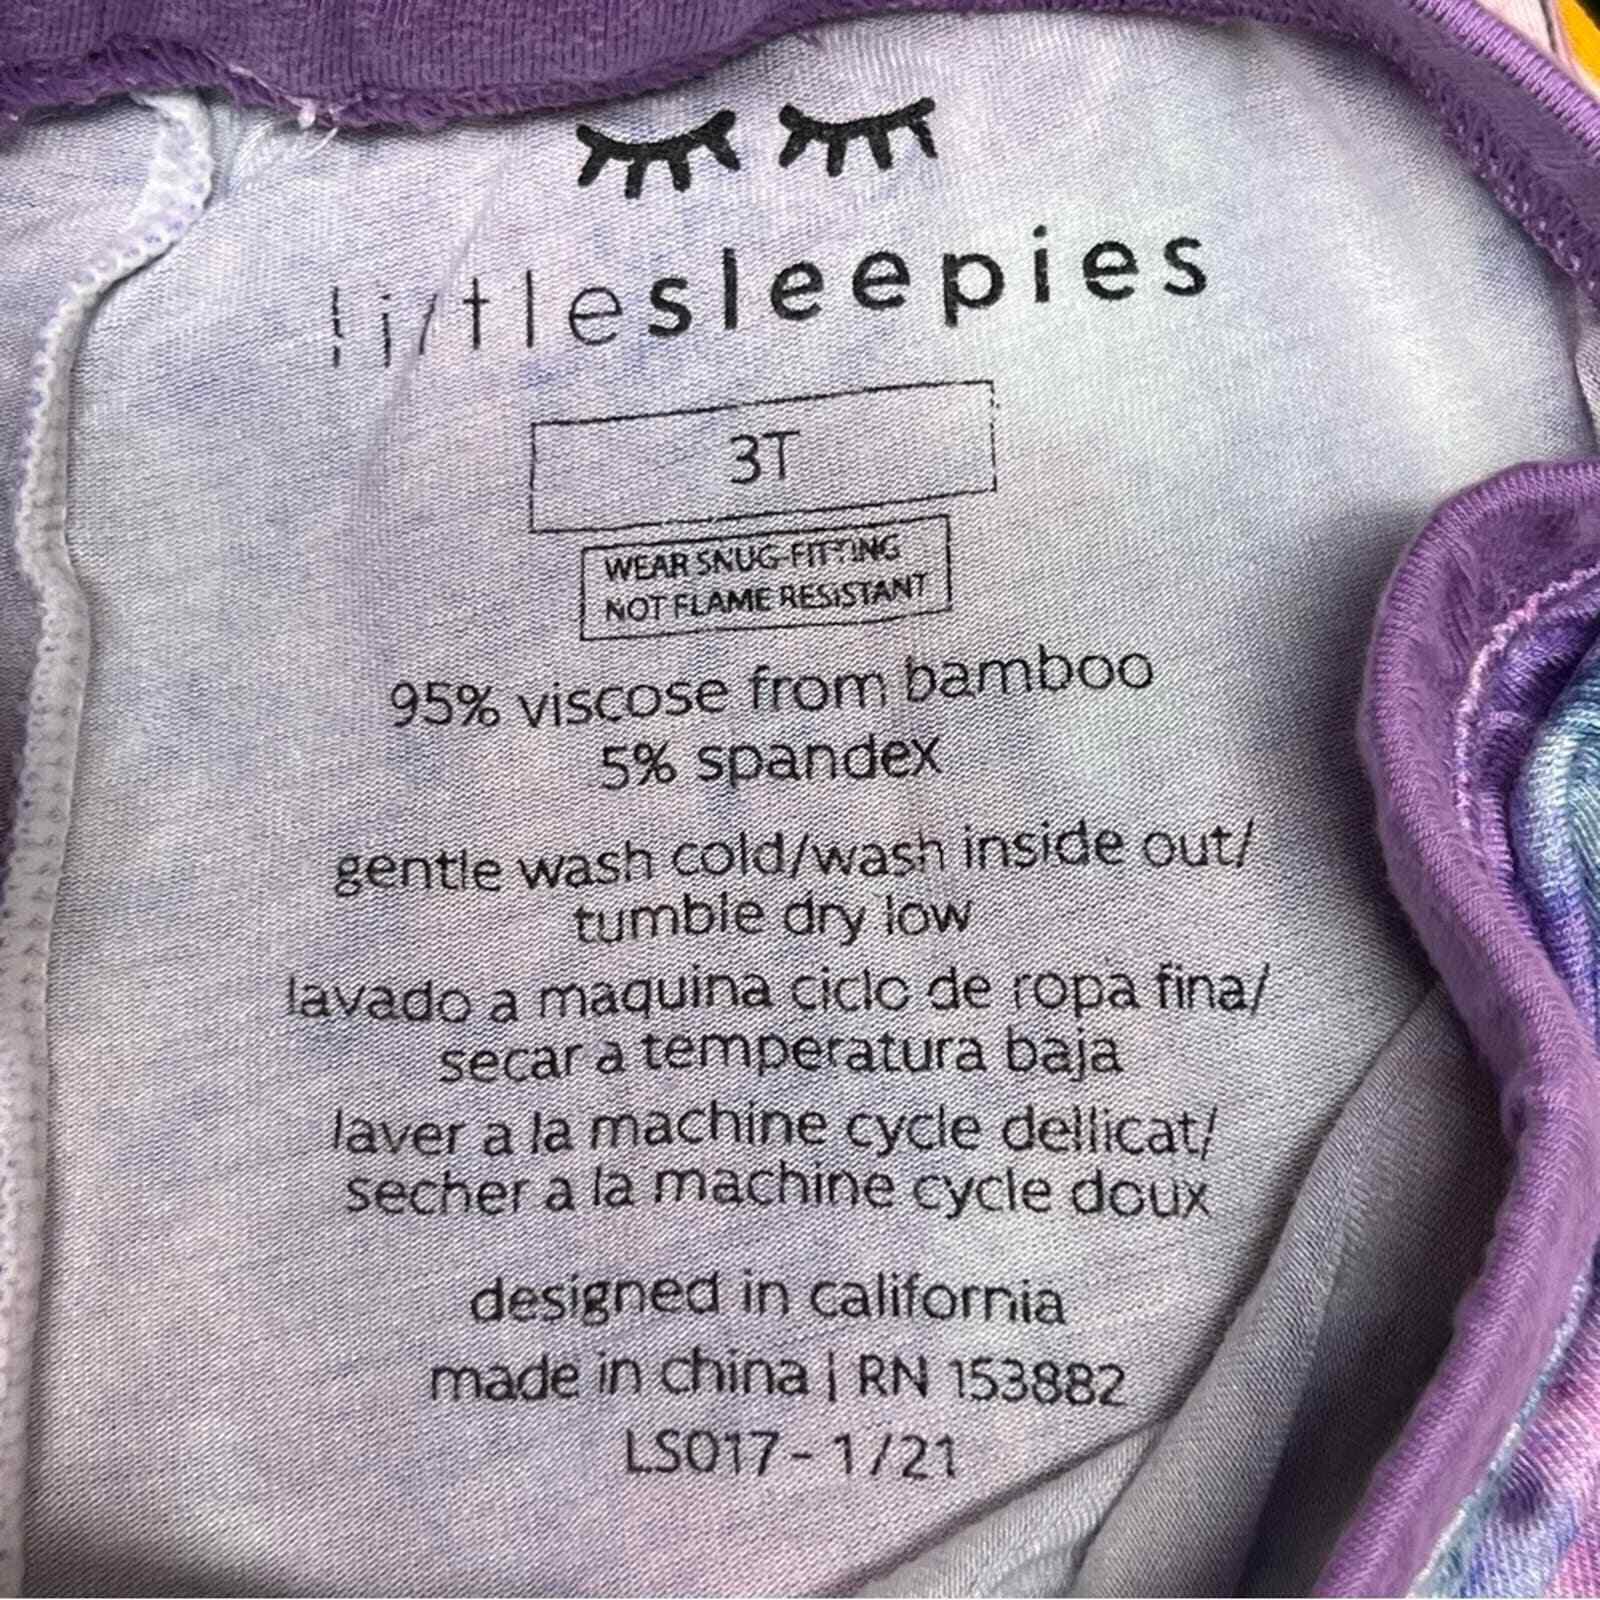 littlesleepies
3T
WEAR SNUG-FITTING
NOT FLAME RESISTANT
95% viscose from bamboo
5% spandex
gentle wash cold/wash inside out/
tumble dry low
lavado a maquina ciclo de ropa fina/
secar a temperatura baja
laver a la machine cycle dellicat/
secher a la machine cycle doux
designed in california
made in china | RN 153882
LS017 - 1/21